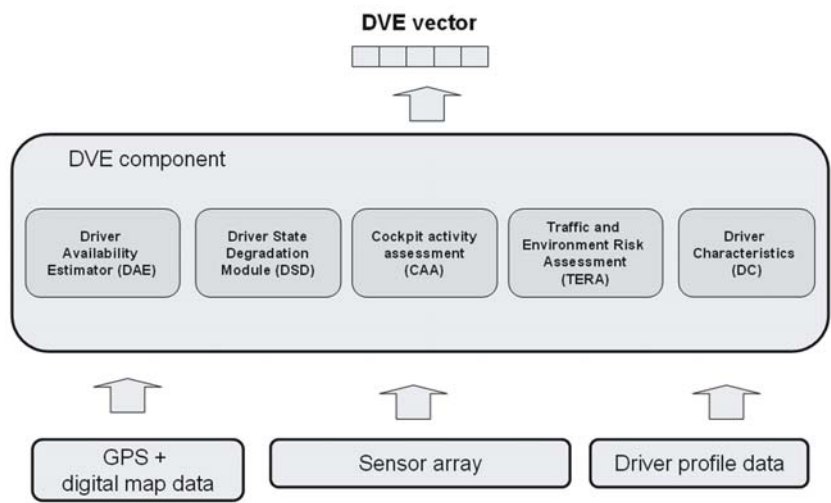 DVE vector
DVE component
Driver
Availability
Estimator (DAE)
Driver State
Degradation
Module (DSD)
Cockpit activity
assessment
(CAA)
Traffic and
Environment Risk
Assessment
(TERA)
Driver
Characteristics
(DC)
GPS +
digital map data
Sensor array
Driver profile data